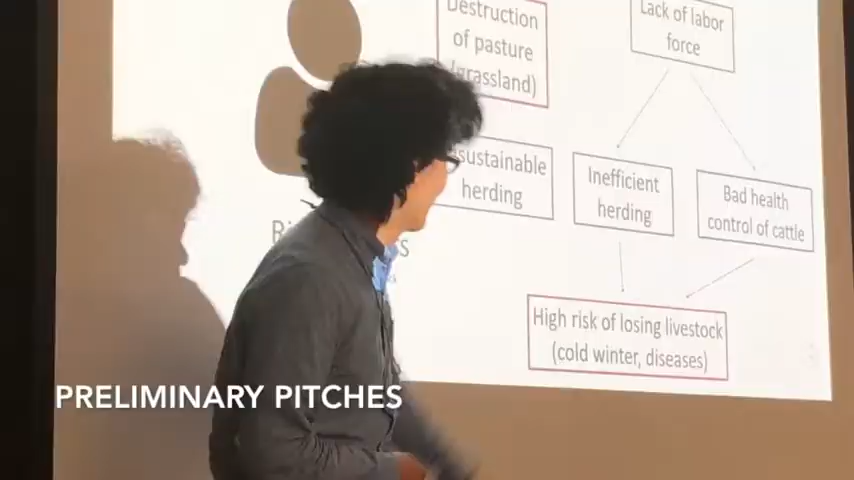 Destruction
of pasture
(grassland)
Lack of labor
force
sustainable
herding
Inefficient
herding
Bad health
control of cattle
High risk of losing livestock
(cold winter, diseases)
PRELIMINARY PITCHES